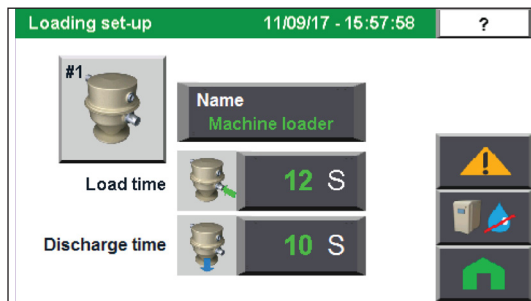 Loading set-up 11/09/17 - 15:57:58 ?
#1
Name
Machine loader
Load time 12 S
Discharge time 10 S